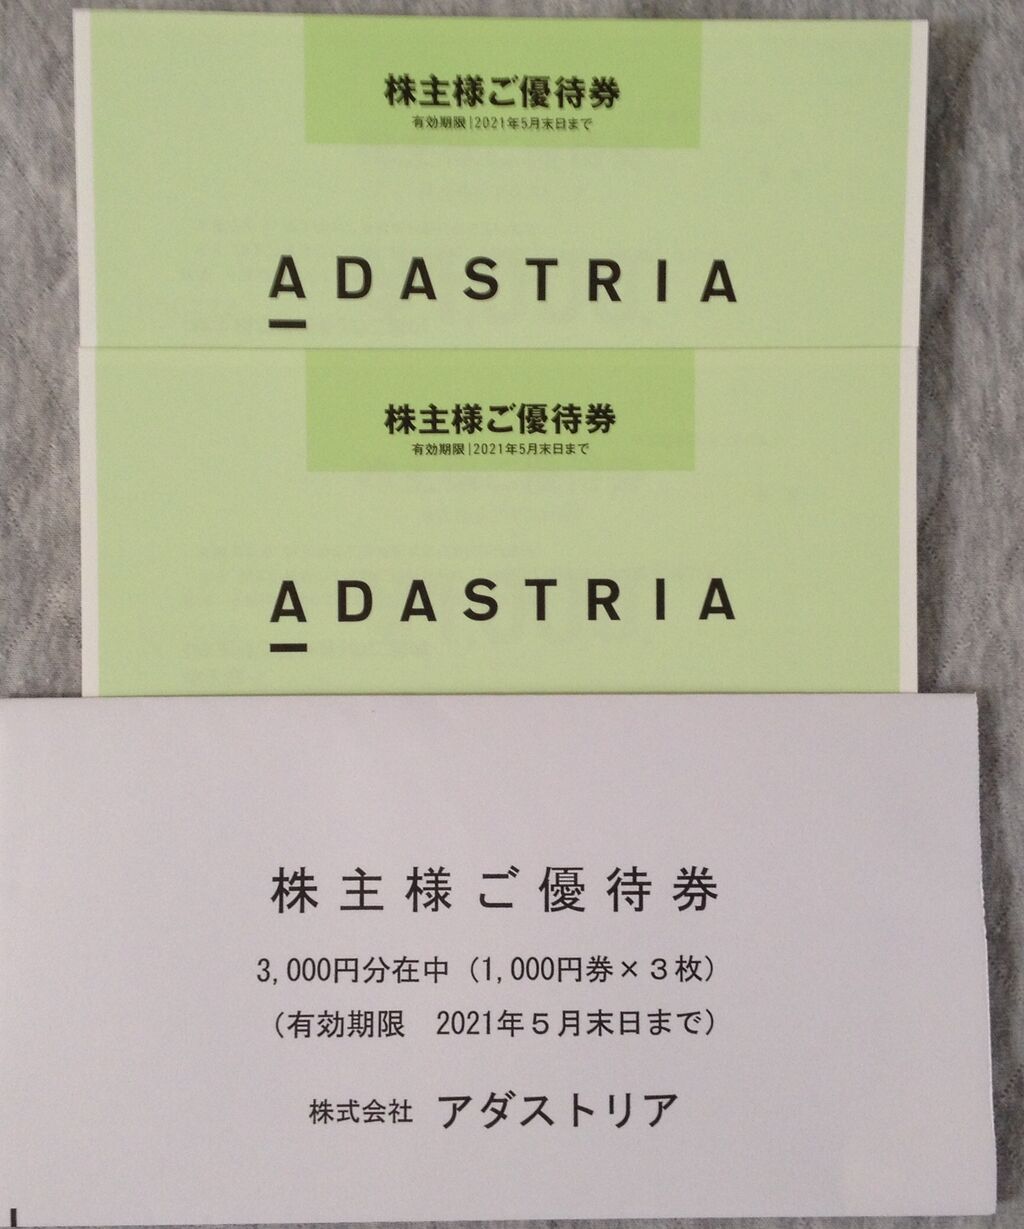 株主様ご優待券
有効期限|2021年5月末日まで
ADASTRIA
株主様ご優待券
有効期限|2021年5月末日まで
ADASTRIA
株主様ご優待券
3,000円分在中（1,000円券×３枚）
（有効期限　2021年５月末日まで）
株式会社 アダストリア